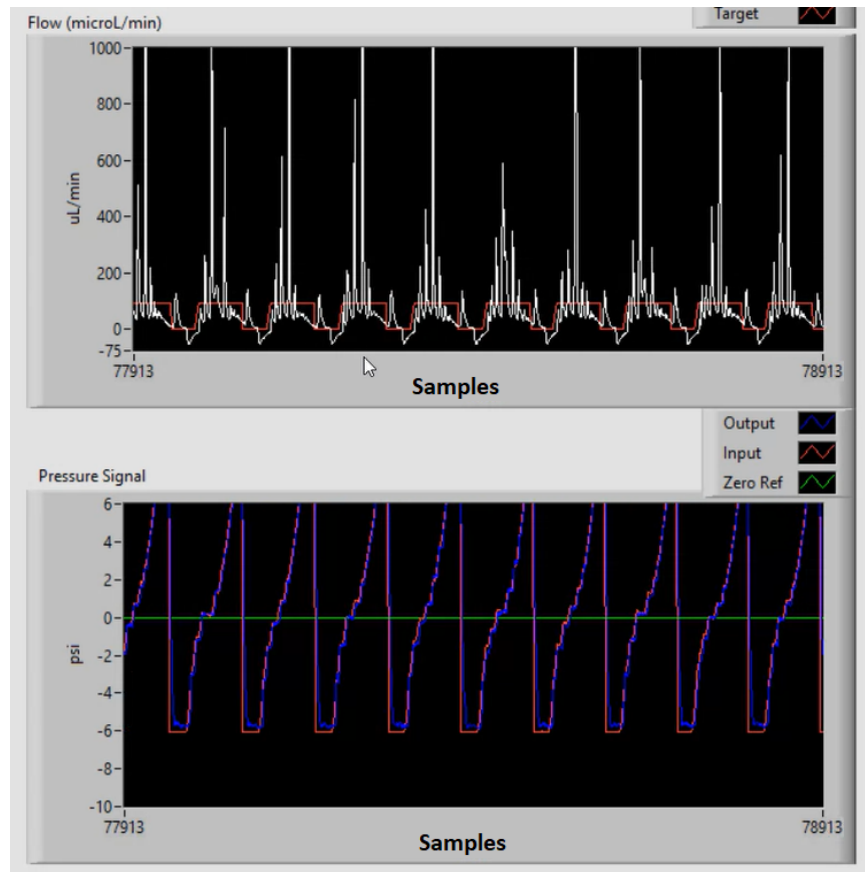 Flow (microL/min)
Target
1000
800
600
400
200
0
-75
uL/min
77913
78913
Samples
Output
Input
Zero Ref
Pressure Signal
6
4
2
0
-2
-4
-6
-8
-10
psi
77913
78913
Samples